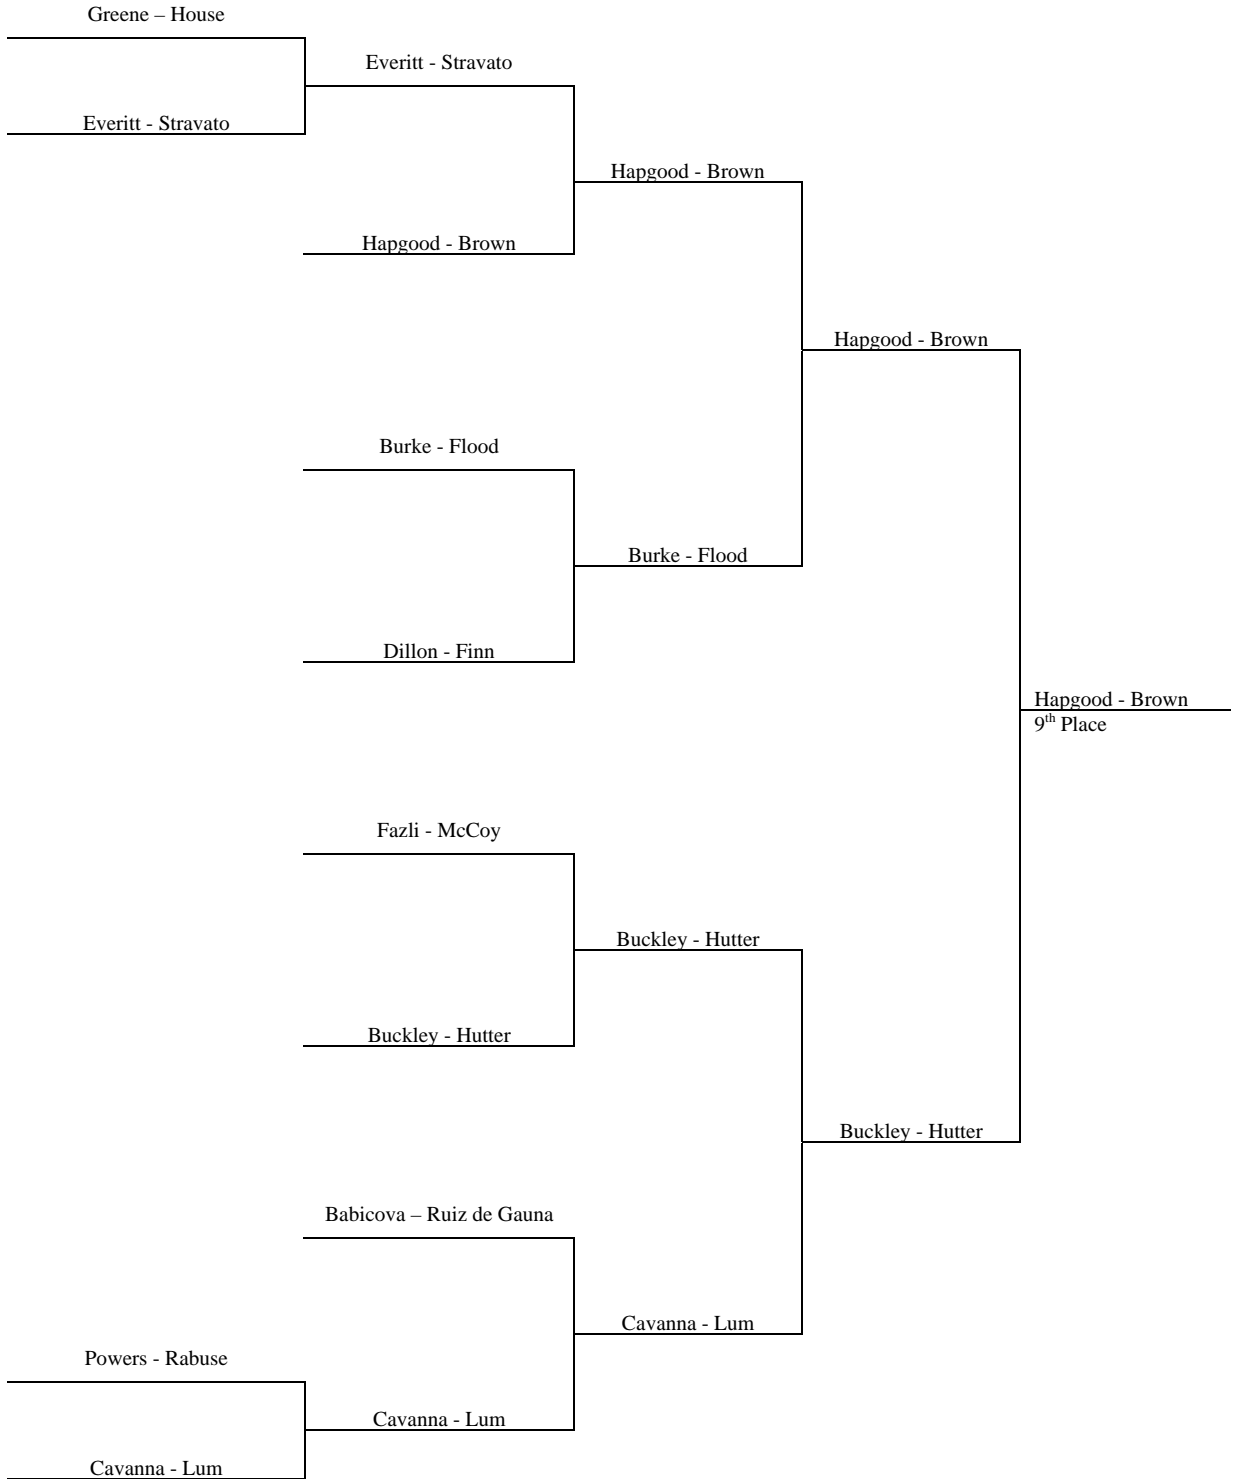 Greene – House
Everitt - Stravato
Everitt - Stravato
Hapgood - Brown
Hapgood - Brown
Hapgood - Brown
Burke - Flood
Burke - Flood
Dillon - Finn
Hapgood - Brown
9th Place
Fazli - McCoy
Buckley - Hutter
Buckley - Hutter
Buckley - Hutter
Babicova – Ruiz de Gauna
Cavanna - Lum
Powers - Rabuse
Cavanna - Lum
Cavanna - Lum